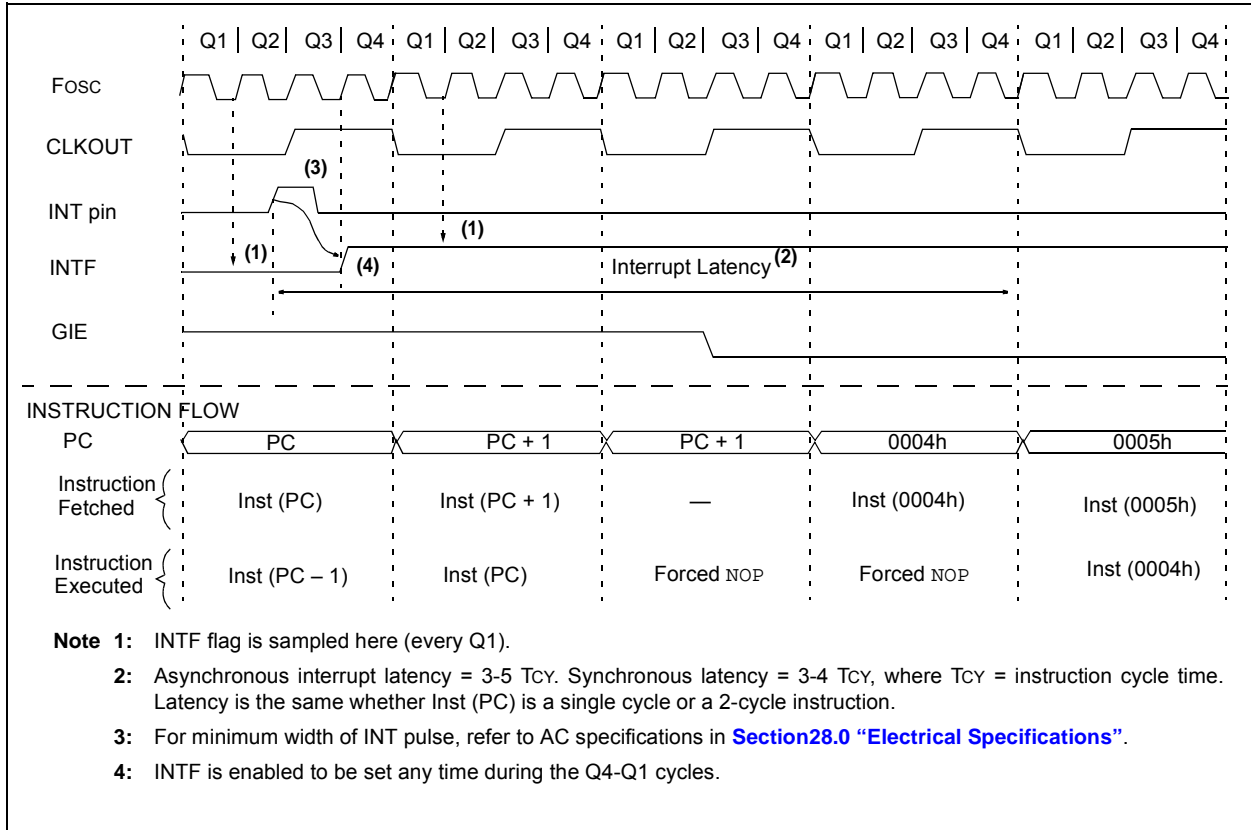 Q1 | Q2 | Q3 | Q4 Q1 | Q2 | Q3 | Q4 Q1 | Q2 | Q3 | Q4 Q1 | Q2 | Q3 | Q4 Q1 | Q2 | Q3 | Q4
FOSC
CLKOUT
(3)
INT pin
(1) (1)
INTF (4) Interrupt Latency (2)
GIE
INSTRUCTION FLOW
PC PC PC + 1 PC + 1 0004h 0005h
Instruction Fetched Inst (PC) Inst (PC + 1) — Inst (0004h) Inst (0005h)
Instruction Executed Inst (PC – 1) Inst (PC) Forced NOP Forced NOP Inst (0004h)
Note 1: INTF flag is sampled here (every Q1).
2: Asynchronous interrupt latency = 3-5 TCY. Synchronous latency = 3-4 TCY, where TCY = instruction cycle time.
Latency is the same whether Inst (PC) is a single cycle or a 2-cycle instruction.
3: For minimum width of INT pulse, refer to AC specifications in Section28.0 “Electrical Specifications”.
4: INTF is enabled to be set any time during the Q4-Q1 cycles.